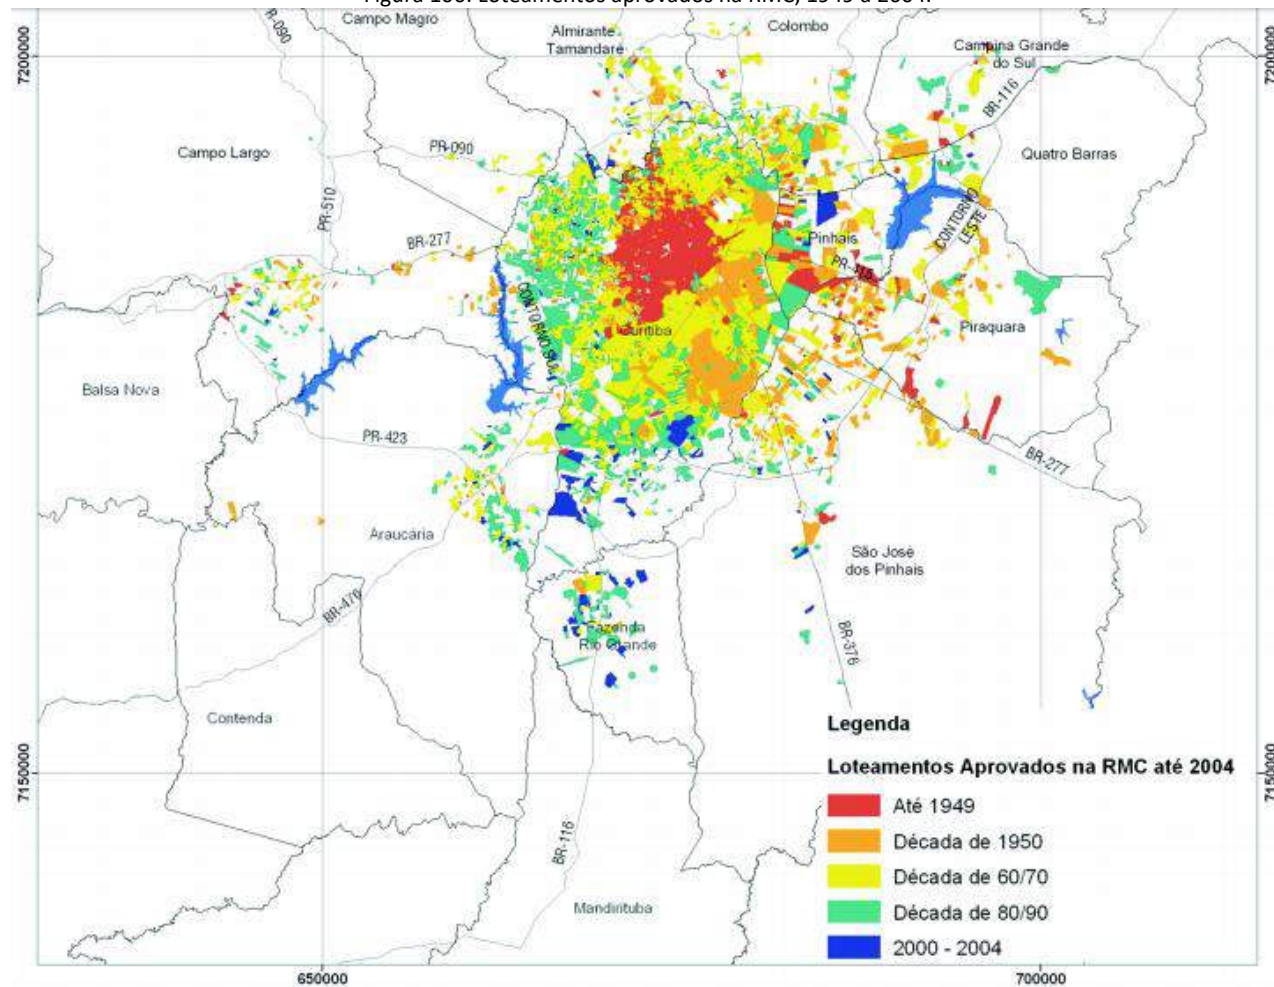 Campo Magro
Colombo
Almirante
Tamandaré
Campina Grande
do Sul
R-090
7200000
7200000
BR-116
Campo Largo
PR-090
Quatro Barras
PR-510
CONTORNO
LESTE
BR-277
Pinhais
PR-415
CONTORNO SUL
Curitiba
Piraquara
Balsa Nova
PR-423
BR-277
Araucária
São José
dos Pinhais
BR-476
Fazenda
Rio Grande
BR-376
Contenda
Legenda
Loteamentos Aprovados na RMC até 2004
7150000
7150000
Até 1949
Década de 1950
BR-116
Década de 60/70
Mandirituba
Década de 80/90
2000 - 2004
650000
700000